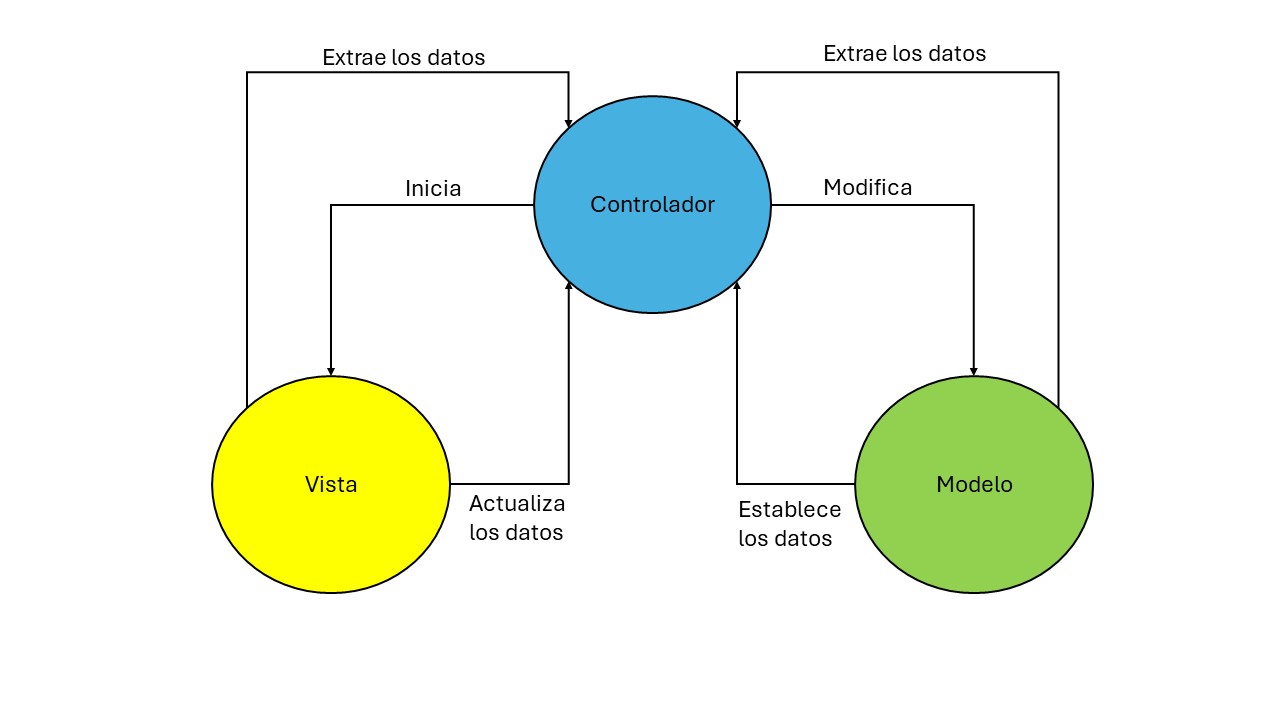 Extrae los datos
Extrae los datos
Inicia
Modifica
Controlador
Vista
Modelo
Actualiza
los datos
Establece
los datos